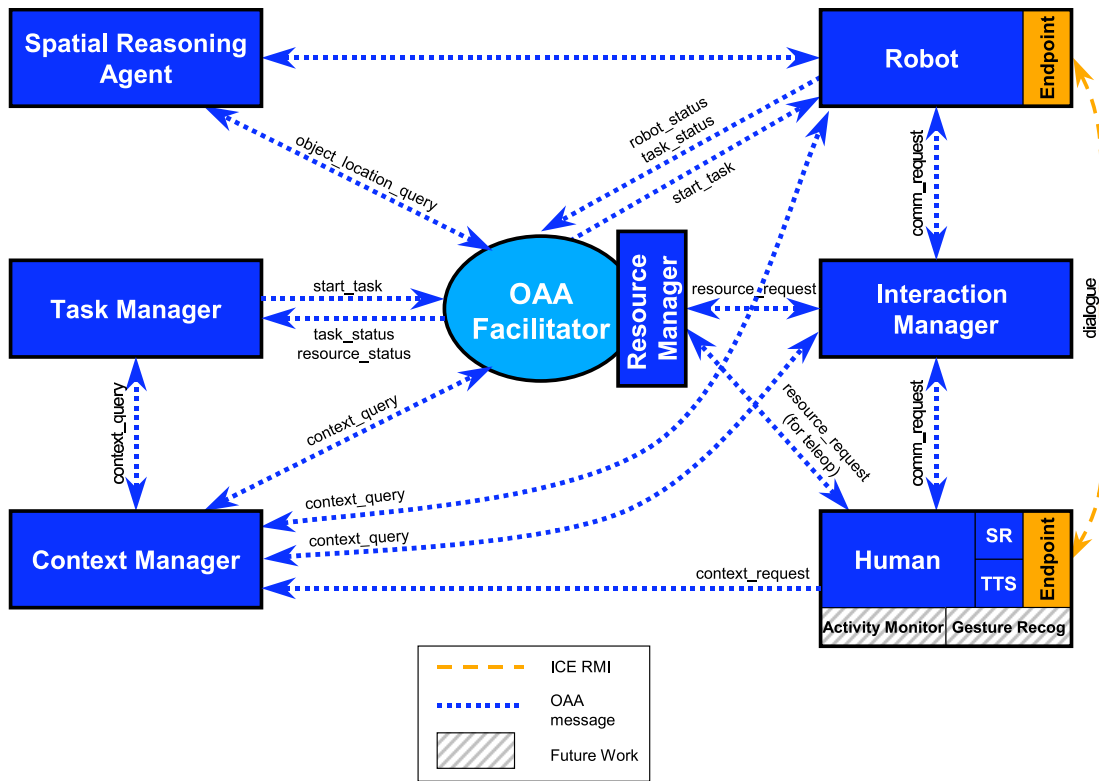 Spatial Reasoning
Agent
Robot
Endpoint
object_location_query
robot_status
task_status
start_task
comm_request
dialogue
Task Manager
start_task
task_status
resource_status
OAA
Facilitator
Resource
Manager
resource_request
Interaction
Manager
context_query
context_query
resource_request
(for teleop)
comm_request
context_query
context_query
Context Manager
context_request
Human
SR
TTS
Endpoint
Activity Monitor
Gesture Recog
ICE RMI
OAA
message
Future Work